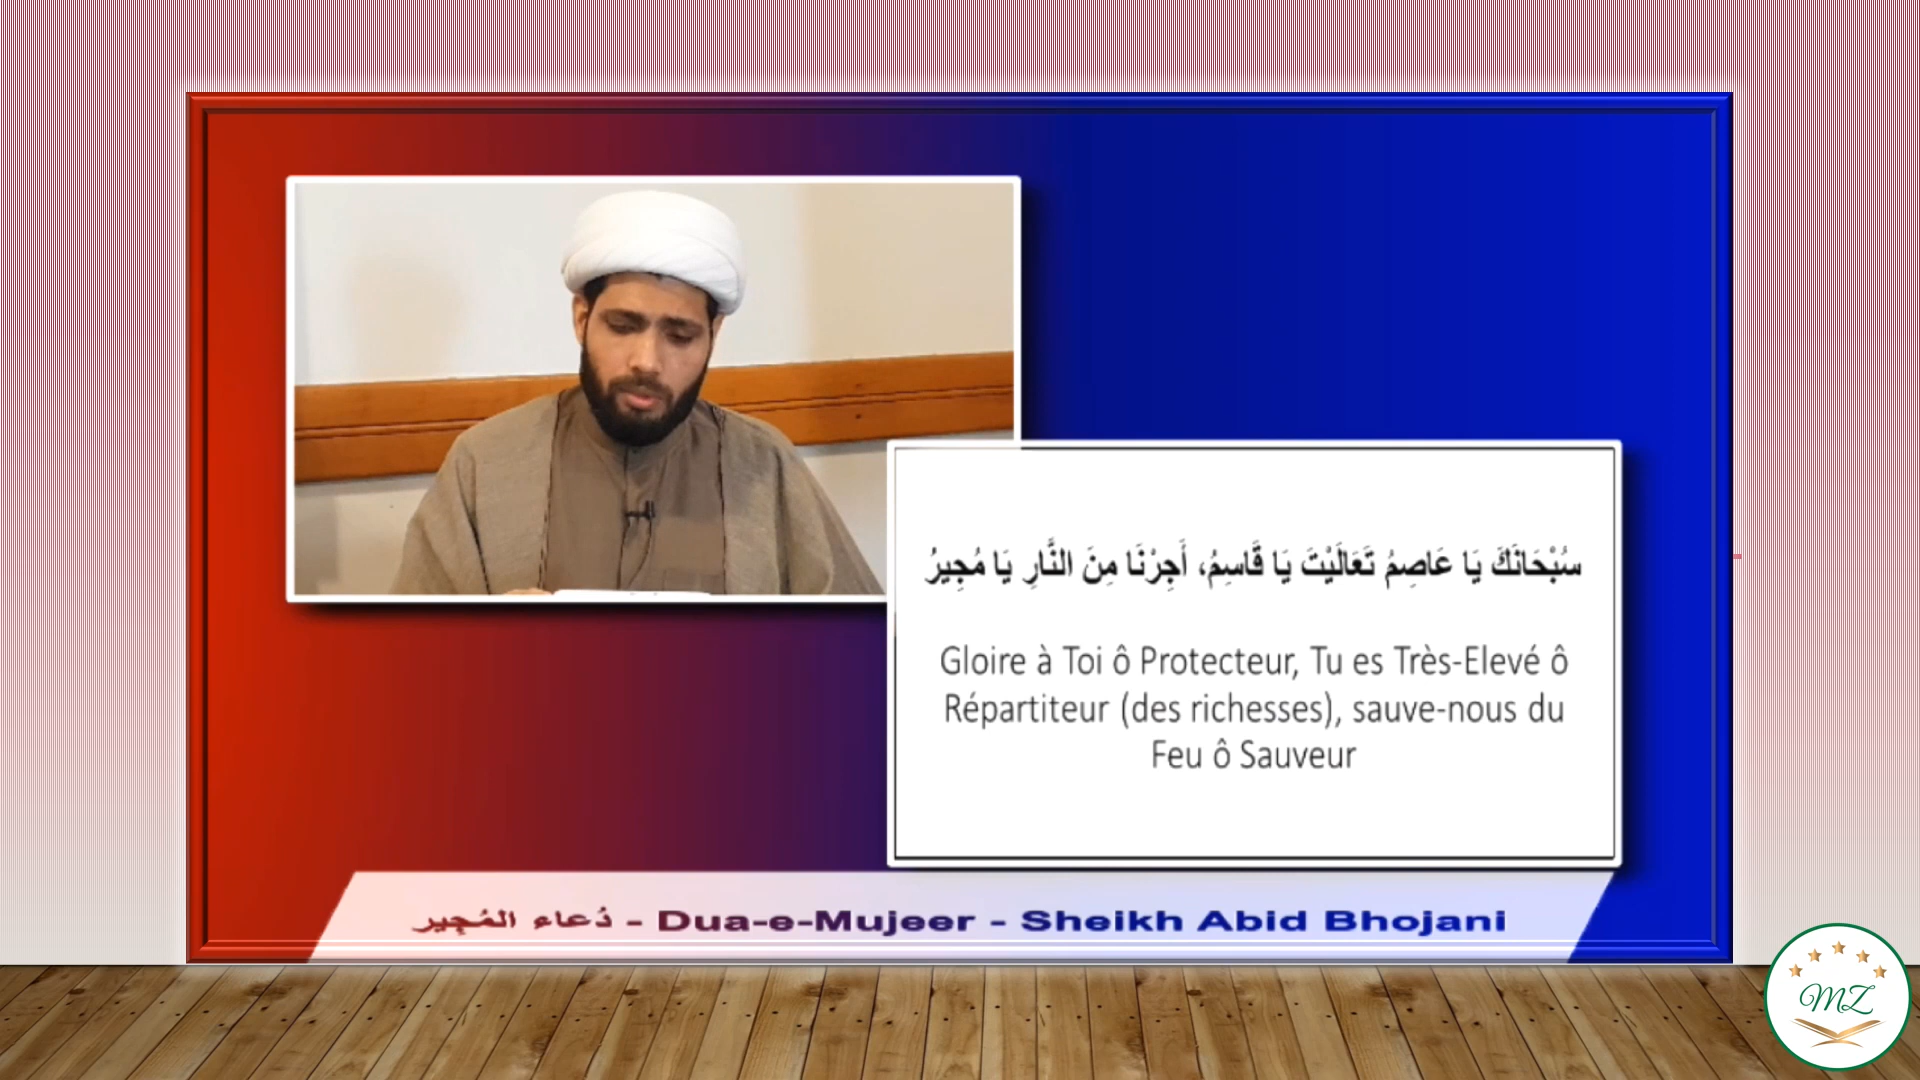 سُبْحَانَكَ يَا عَاصِمُ تَعَالَيْتَ يَا قَاسِمُ، أَجِرْنَا مِنَ النَّارِ يَا مُجِيرُ
Gloire à Toi ô Protecteur, Tu es Très-Elevé ô
Répartiteur (des richesses), sauve-nous du
Feu ô Sauveur
دُعاء المُجِير - Dua-e-Mujeer - Sheikh Abid Bhojani
MZ